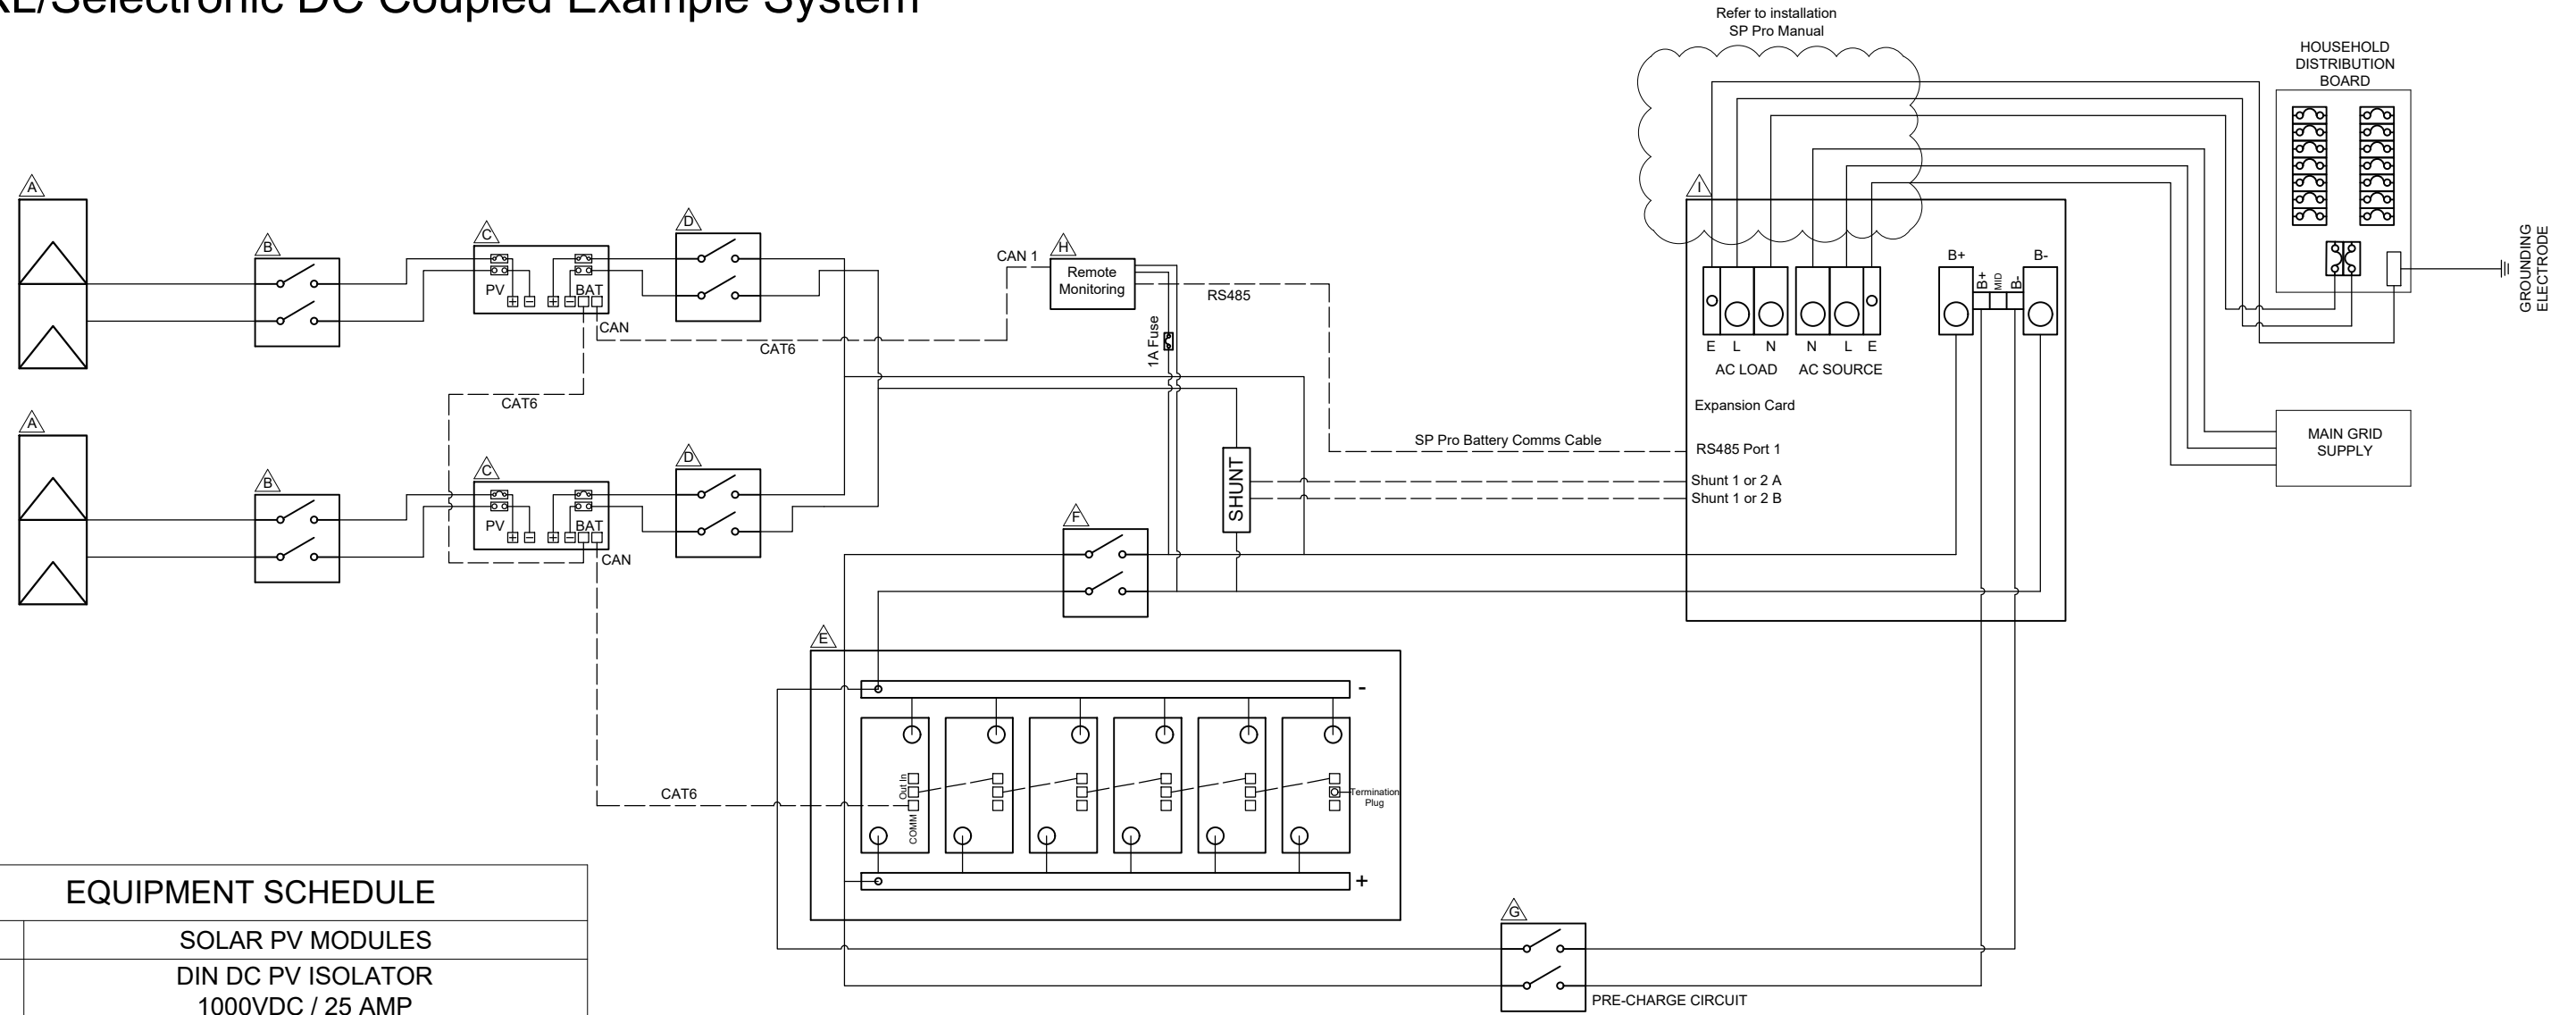 /Selectronic DC Coupled Example System
Refer to installation
SP Pro Manual
HOUSEHOLD
DISTRIBUTION
BOARD
A
B
C
D
PV
BAT
CAN
CAT6
CAN 1
H
Remote
Monitoring
RS485
1A Fuse
I
E
L
N
N
L
E
AC LOAD
AC SOURCE
B+
B+
MID
B-
B-
GROUNDING
ELECTRODE
Expansion Card
SP Pro Battery Comms Cable
RS485 Port 1
Shunt 1 or 2 A
Shunt 1 or 2 B
MAIN GRID
SUPPLY
CAT6
A
B
C
D
PV
BAT
CAN
SHUNT
F
E
-
Out In
COMM
Termination
Plug
+
CAT6
G
PRE-CHARGE CIRCUIT
EQUIPMENT SCHEDULE
SOLAR PV MODULES
DIN DC PV ISOLATOR
1000VDC / 25 AMP